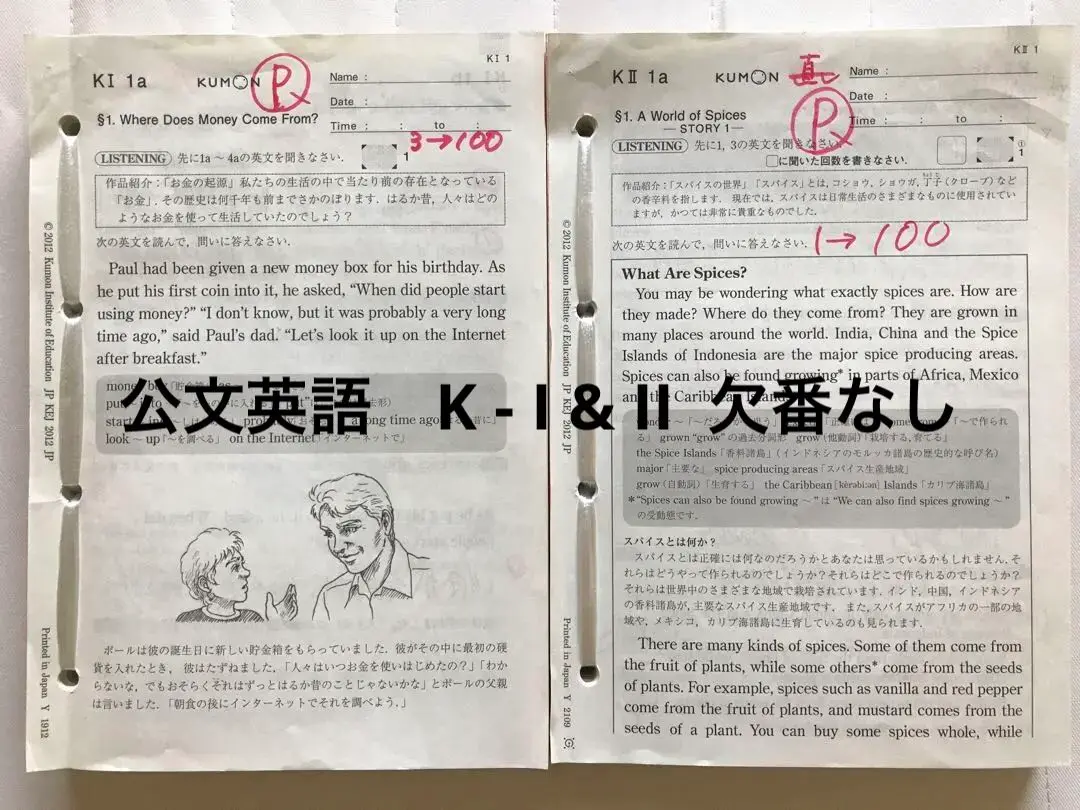 KI 1
KI 1a
KUMON
P
Name :
Date :
Time : : to :
§1. Where Does Money Come From?
3→100
LISTENING 先に1a～4aの英文を聞きなさい.
1
作品紹介：「お金の起源」私たちの生活の中で当たり前の存在となっている
「お金」. その歴史は何千年も前までさかのぼります. はるか昔, 人々はどの
ようなお金を使って生活していたのでしょう？
次の英文を読んで, 問いに答えなさい.
Paul had been given a new money box for his birthday. As
he put his first coin into it, he asked, “When did people start
using money?” “I don’t know, but it was probably a very long
time ago,” said Paul’s dad. “Let’s look it up on the Internet
after breakfast.”
look ～ up「～を調べる」 on the Internet「インターネットで」
ポールは彼の誕生日に新しい貯金箱をもらっていました. 彼がその中に最初の硬
貨を入れたとき, 彼はたずねました.「人々はいつお金を使いはじめたの？」「わか
らないな, でもおそらくそれはずっとはるか昔のことじゃないかな」とポールの父親
は言いました.「朝食の後にインターネットでそれを調べよう.」
© 2012 Kumon Institute of Education JP KEJ 2012 JP
Printed in Japan Y 1912
公文英語 K - I & II 欠番なし
KⅡ 1
KⅡ 1a
KUMON
直し
P
Name :
Date :
Time : : to :
§1. A World of Spices
— STORY 1 —
LISTENING 先に1, 3の英文を聞きなさい.
□に聞いた回数を書きなさい.
①
1
作品紹介：「スパイスの世界」「スパイス」とは, コショウ, ショウガ, 丁子(クローブ)など
の香辛料を指します. 現在では, スパイスは日常生活のさまざまなものに使用されてい
ますが, かつては非常に貴重なものでした.
次の英文を読んで, 問いに答えなさい.
1→100
What Are Spices?
You may be wondering what exactly spices are. How are
they made? Where do they come from? They are grown in
many places around the world. India, China and the Spice
Islands of Indonesia are the major spice producing areas.
Spices can also be found growing* in parts of Africa, Mexico
and the Caribbean Islands.
る」 grown “grow” の過去分詞形 grow (他動詞)「栽培する, 育てる」
the Spice Islands「香料諸島」(インドネシアのモルッカ諸島の歴史的な呼び名)
major「主要な」 spice producing areas「スパイス生産地域」
grow (自動詞)「生育する」 the Caribbean [kèrəbíːən] Islands「カリブ海諸島」
*“Spices can also be found growing ～” は “We can also find spices growing ～”
の受動態です.
スパイスとは何か？
スパイスとは正確には何なのだろうかとあなたは思っているかもしれません. そ
れらはどうやって作られるのでしょうか？それらはどこで作られるのでしょうか？
それらは世界中のさまざまな地域で栽培されています. インド, 中国, インドネシア
の香料諸島が, 主要なスパイス生産地域です. また, スパイスがアフリカの一部の地
域や, メキシコ, カリブ海諸島に生育しているのも見られます.
There are many kinds of spices. Some of them come from
the fruit of plants, while some others* come from the seeds
of plants. For example, spices such as vanilla and red pepper
come from the fruit of plants, and mustard comes from the
seeds of a plant. You can buy some spices whole, while
© 2012 Kumon Institute of Education JP KEJ 2012 JP
Printed in Japan Y 2109